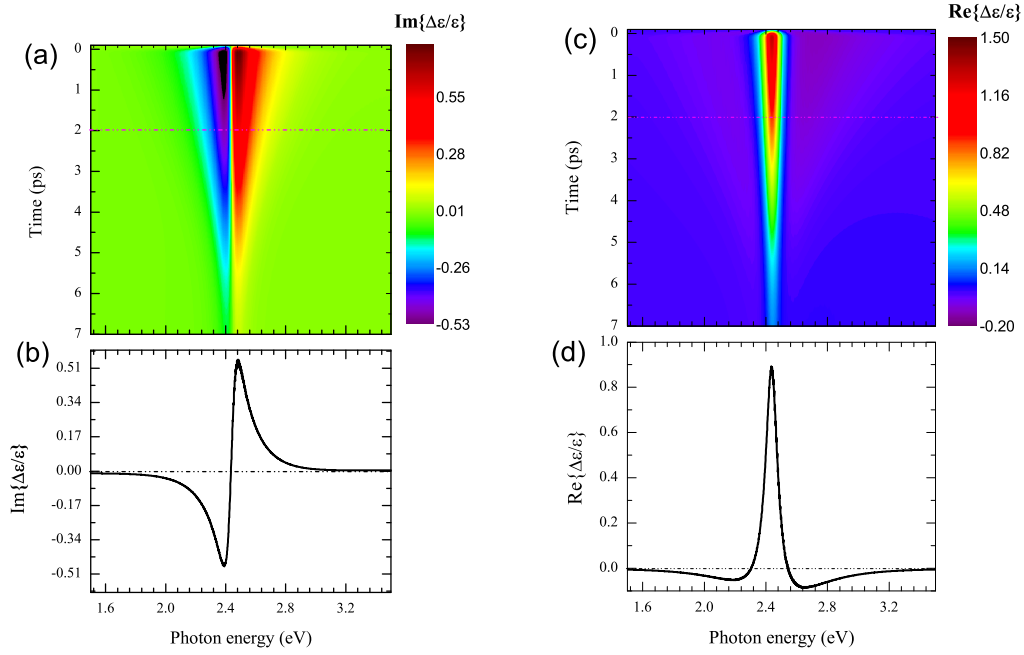 (a)
Im{Δε/ε}
0
1
2
3
4
5
6
7
Time (ps)
0.55
0.28
0.01
-0.26
-0.53
(c)
Re{Δε/ε}
0
1
2
3
4
5
6
7
Time (ps)
1.50
1.16
0.82
0.48
0.14
-0.20
(b)
0.51
0.34
0.17
0.00
-0.17
-0.34
-0.51
Im{Δε/ε}
1.6 2.0 2.4 2.8 3.2
Photon energy (eV)
(d)
1.0
0.8
0.6
0.4
0.2
0.0
Re{Δε/ε}
1.6 2.0 2.4 2.8 3.2
Photon energy (eV)